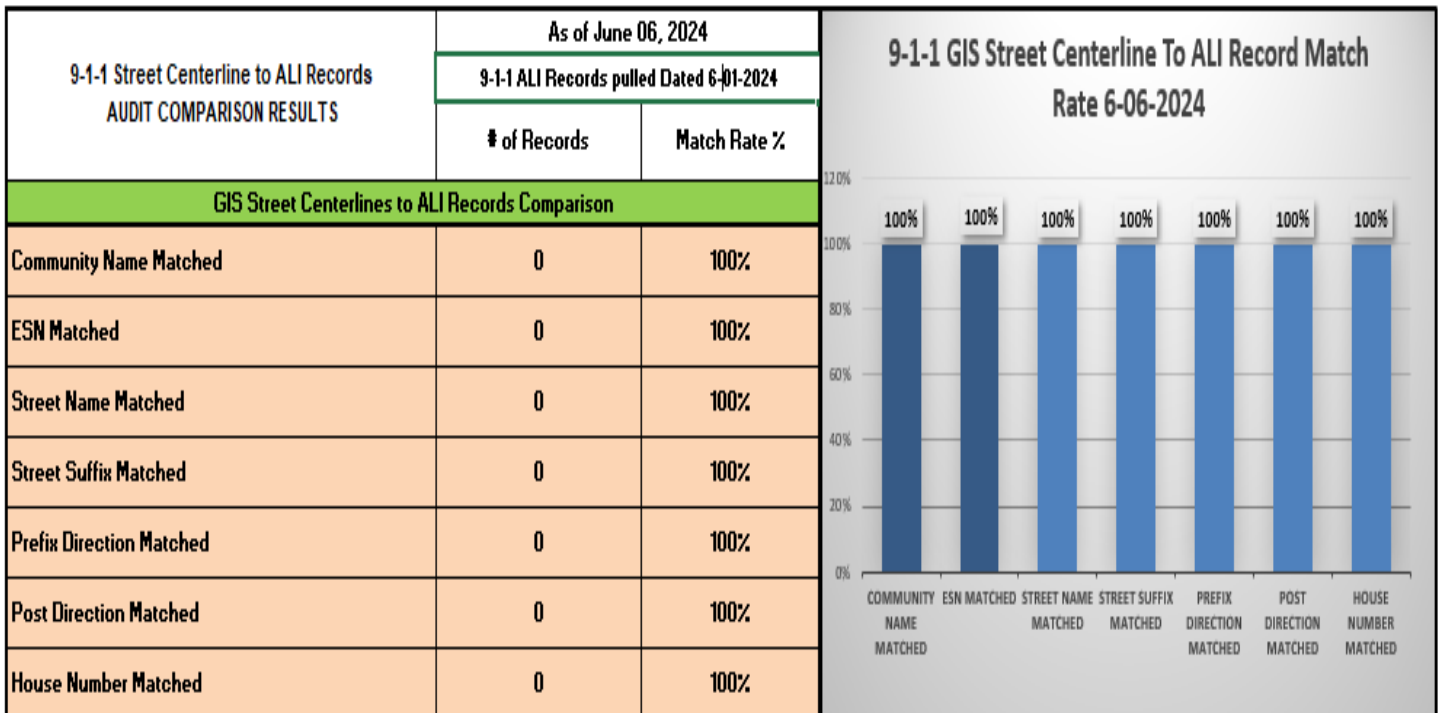 9-1-1 Street Centerline to ALI Records
AUDIT COMPARISON RESULTS
As of June 06, 2024
9-1-1 ALI Records pulled Dated 6-01-2024
# of Records
Match Rate %
GIS Street Centerlines to ALI Records Comparison
Community Name Matched 0 100%
ESN Matched 0 100%
Street Name Matched 0 100%
Street Suffix Matched 0 100%
Prefix Direction Matched 0 100%
Post Direction Matched 0 100%
House Number Matched 0 100%
9-1-1 GIS Street Centerline To ALI Record Match
Rate 6-06-2024
120%
100%
80%
60%
40%
20%
0%
100% 100% 100% 100% 100% 100% 100%
COMMUNITY
NAME
MATCHED
ESN MATCHED
STREET NAME
MATCHED
STREET SUFFIX
MATCHED
PREFIX
DIRECTION
MATCHED
POST
DIRECTION
MATCHED
HOUSE
NUMBER
MATCHED